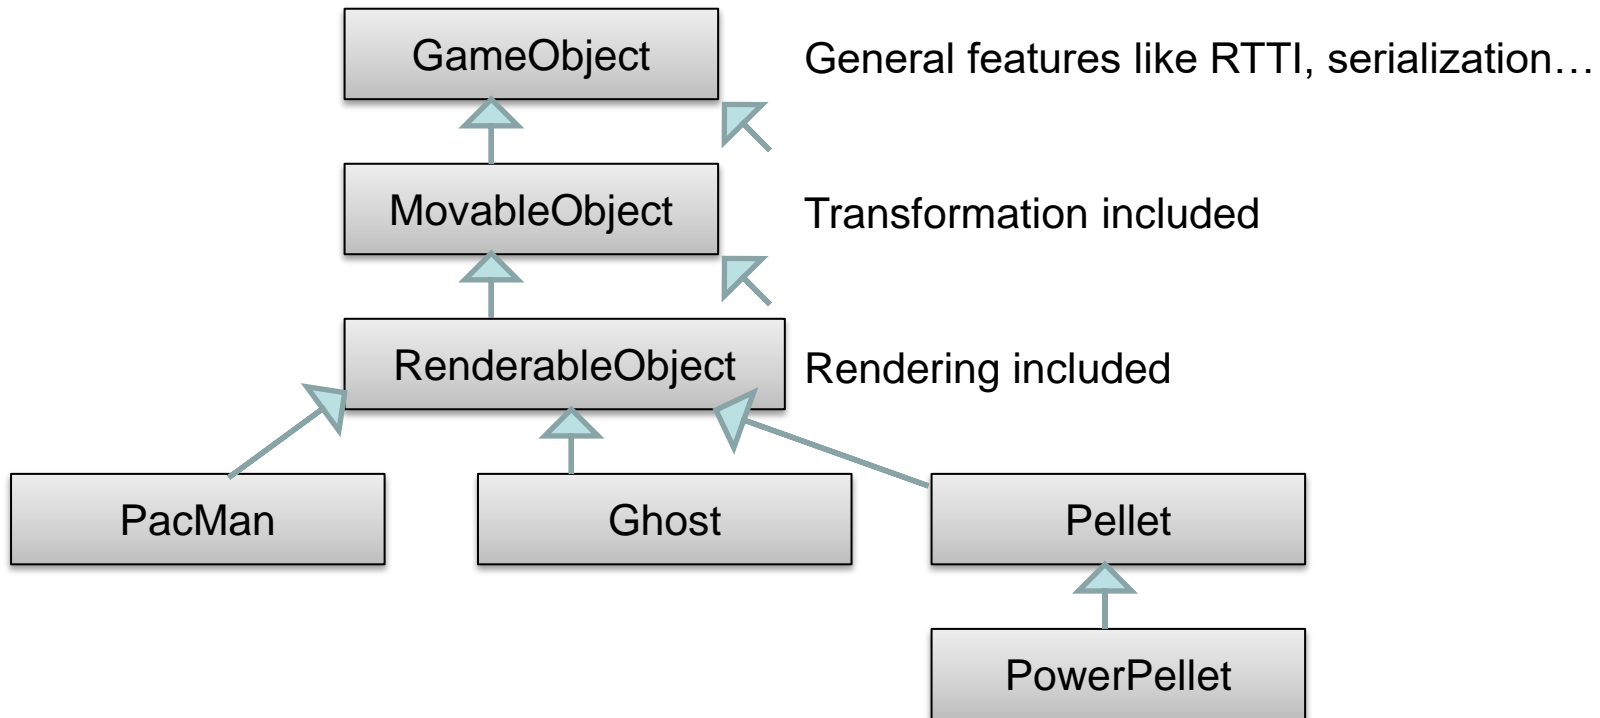 GameObject
General features like RTTI, serialization…
MovableObject
Transformation included
RenderableObject
Rendering included
PacMan
Ghost
Pellet
PowerPellet